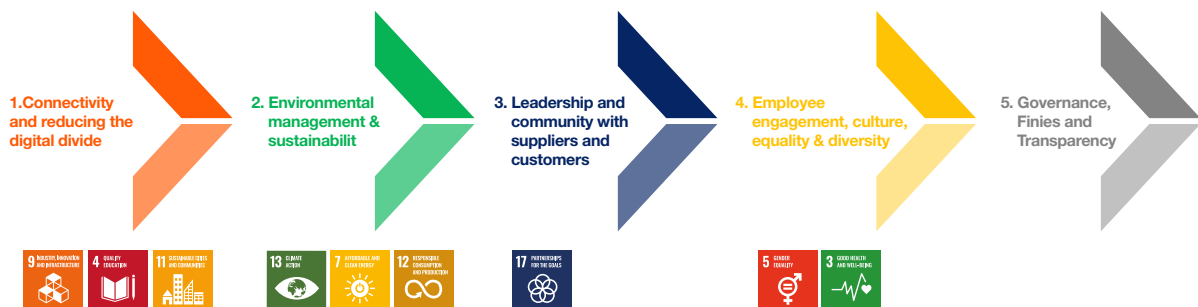 1.Connectivity
and reducing the
digital divide
2. Environmental
management &
sustainabilit
3. Leadership and
community with
suppliers and
customers
4. Employee
engagement, culture,
equality & diversity
5. Governance,
Finies and
Transparency
9 INDUSTRY, INNOVATION
AND INFRASTRUCTURE
4 QUALITY
EDUCATION
11 SUSTAINABLE CITIES
AND COMMUNITIES
13 CLIMATE
ACTION
7 AFFORDABLE AND
CLEAN ENERGY
12 RESPONSIBLE
CONSUMPTION
AND PRODUCTION
17 PARTNERSHIPS
FOR THE GOALS
5 GENDER
EQUALITY
3 GOOD HEALTH
AND WELL-BEING